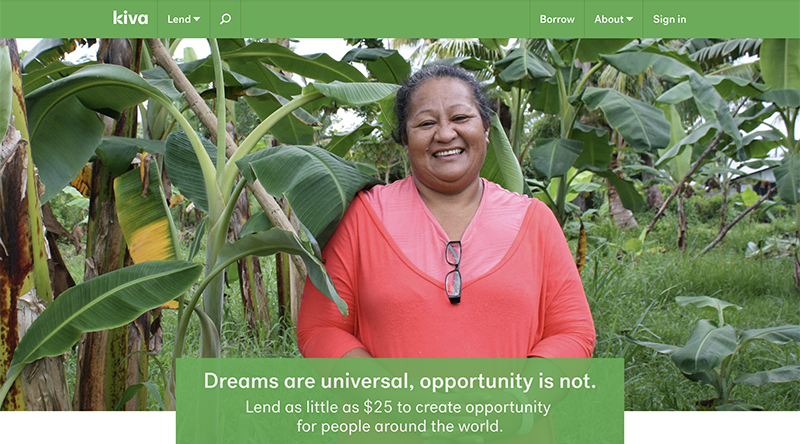 kiva
Lend
Borrow
About
Sign in
Dreams are universal, opportunity is not.
Lend as little as $25 to create opportunity
for people around the world.